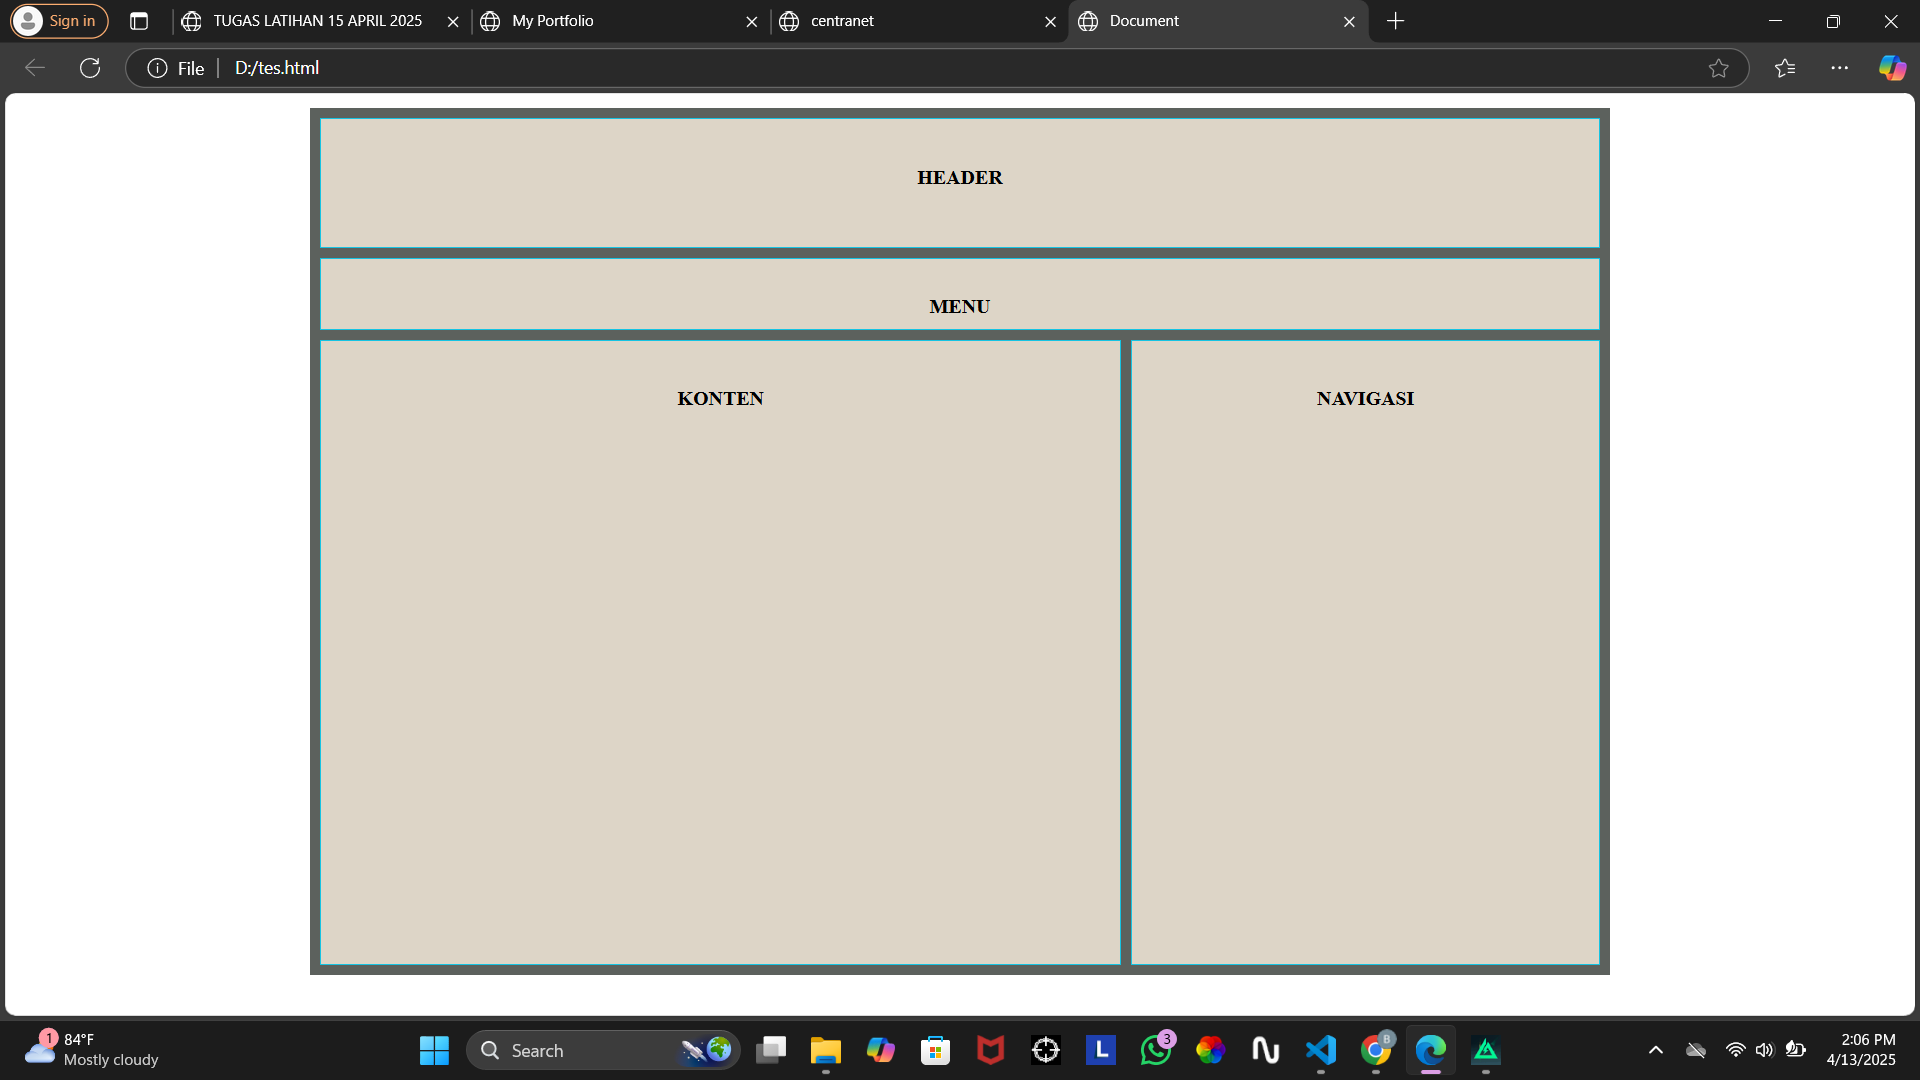 Sign in
TUGAS LATIHAN 15 APRIL 2025
My Portfolio
centranet
Document
File
D:/tes.html
HEADER
MENU
KONTEN
NAVIGASI
1
84°F
Mostly cloudy
Search
L
3
B
2:06 PM
4/13/2025